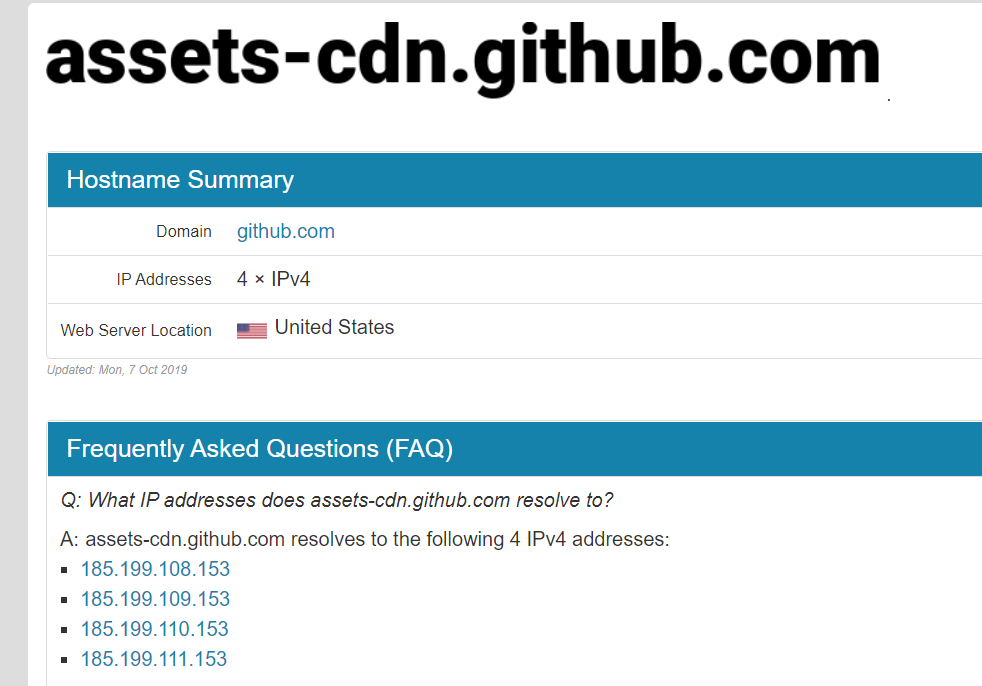 assets-cdn.github.com
Hostname Summary
Domain github.com
IP Addresses 4 × IPv4
Web Server Location United States
Updated: Mon, 7 Oct 2019
Frequently Asked Questions (FAQ)
Q: What IP addresses does assets-cdn.github.com resolve to?
A: assets-cdn.github.com resolves to the following 4 IPv4 addresses:
▪ 185.199.108.153
▪ 185.199.109.153
▪ 185.199.110.153
▪ 185.199.111.153